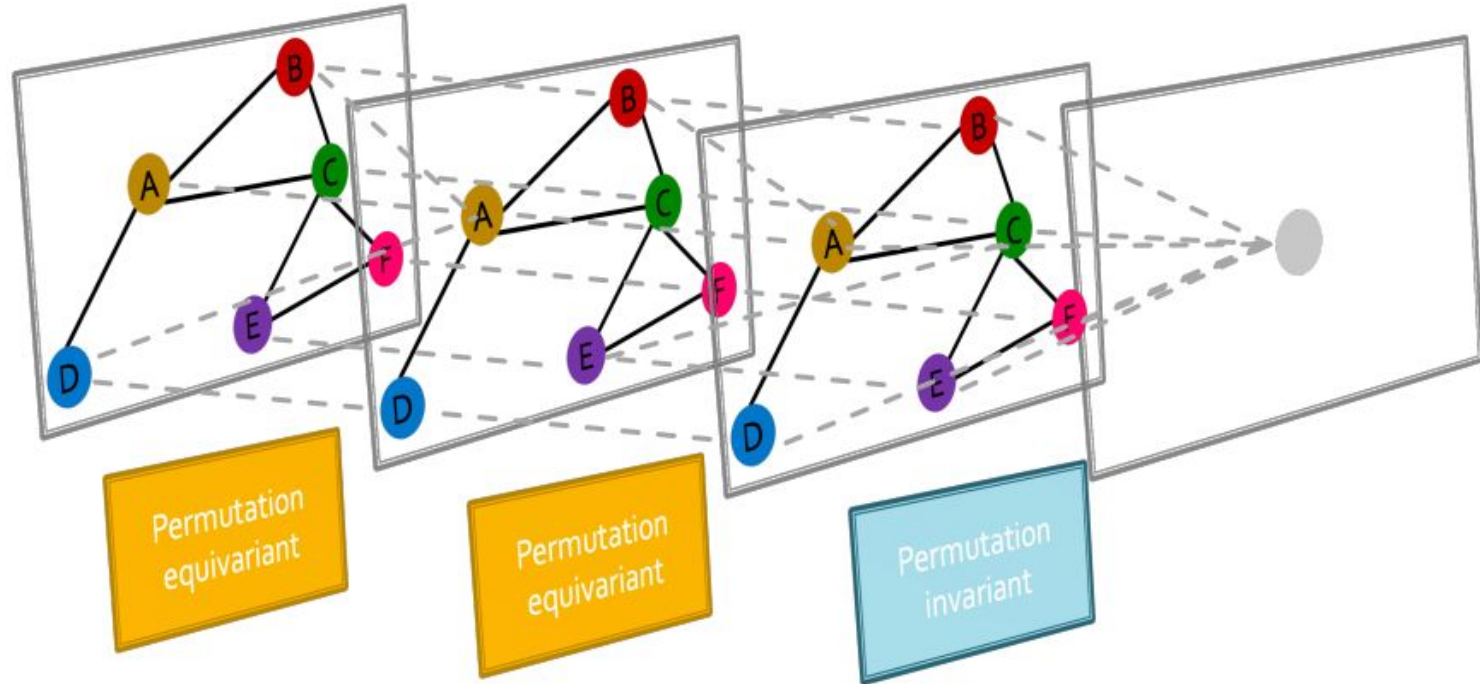 B
A
C
F
E
D
B
A
C
F
E
D
B
A
C
F
E
D
Permutation
equivariant
Permutation
equivariant
Permutation
invariant